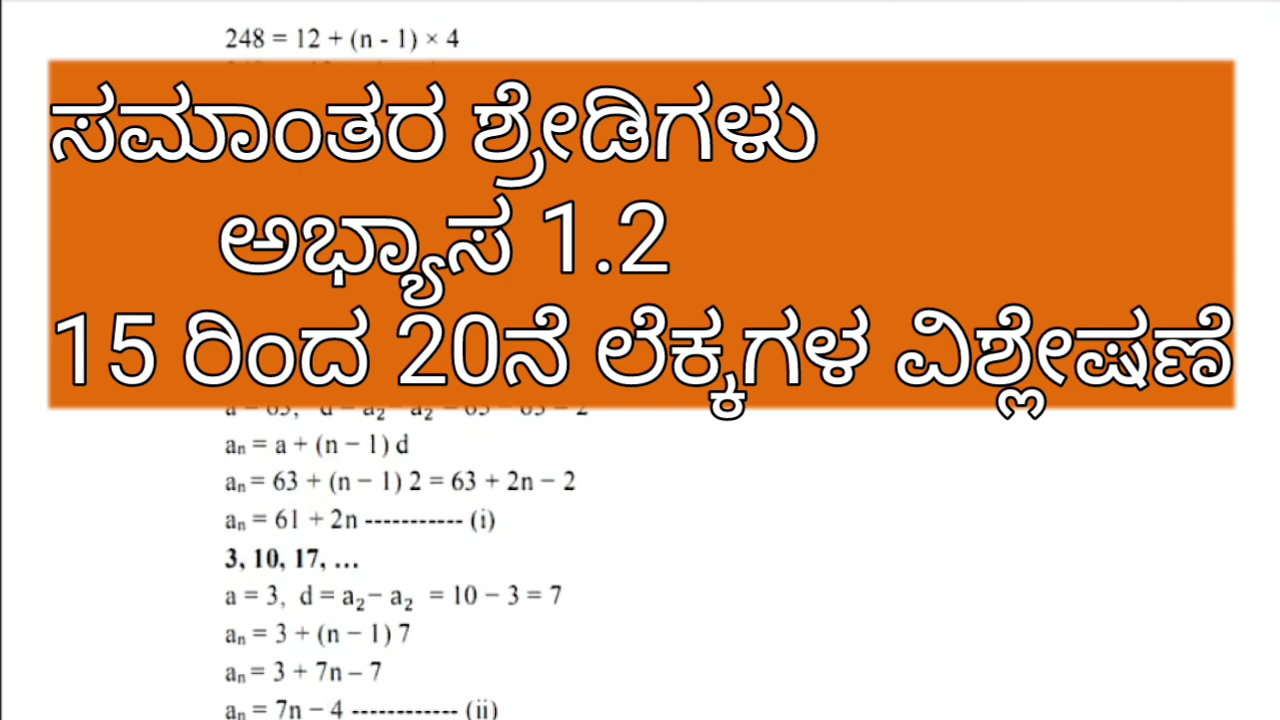 248 = 12 + (n - 1) × 4
ಸಮಾಂತರ ಶ್ರೇಡಿಗಳು
ಅಭ್ಯಾಸ 1.2
15 ರಿಂದ 20ನೆ ಲೆಕ್ಕಗಳ ವಿಶ್ಲೇಷಣೆ
aₙ = a + (n − 1) d
aₙ = 63 + (n − 1) 2 = 63 + 2n − 2
aₙ = 61 + 2n ----------- (i)
3, 10, 17, …
a = 3, d = a₂− a₂ = 10 − 3 = 7
aₙ = 3 + (n − 1) 7
aₙ = 3 + 7n – 7
aₙ = 7n − 4 ------------ (ii)